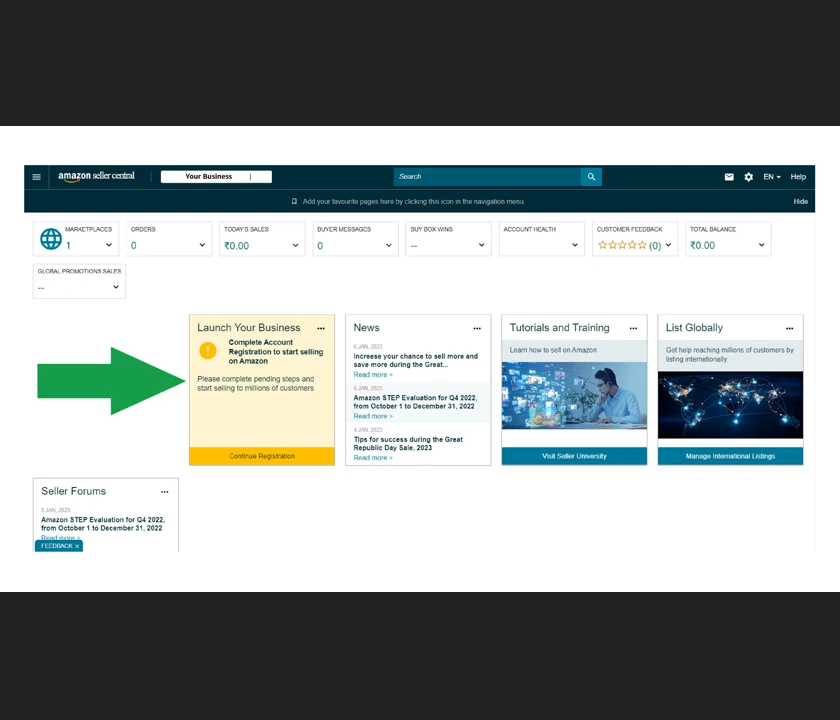 amazon seller central
Your Business
Search
EN
Help
Add your favourite pages here by clicking this icon in the navigation menu.
Hide
MARKETPLACES
1
ORDERS
0
TODAY'S SALES
₹0.00
BUYER MESSAGES
0
BUY BOX WINS
--
ACCOUNT HEALTH
CUSTOMER FEEDBACK
(0)
TOTAL BALANCE
₹0.00
GLOBAL PROMOTIONS SALES
--
Launch Your Business
Complete Account
Registration to start selling
on Amazon
Please complete pending steps and
start selling to millions of customers
Continue Registration
News
6 JAN, 2023
Increase your chance to sell more and
save more during the Great...
Read more >
5 JAN, 2023
Amazon STEP Evaluation for Q4 2022,
from October 1 to December 31, 2022
Read more >
4 JAN, 2023
Tips for success during the Great
Republic Day Sale, 2023
Read more >
Tutorials and Training
Learn how to sell on Amazon
Visit Seller University
List Globally
Get help reaching millions of customers by
listing internationally.
Manage International Listings
Seller Forums
5 JAN, 2023
Amazon STEP Evaluation for Q4 2022,
from October 1 to December 31, 2022
Read more >
FEEDBACK ×